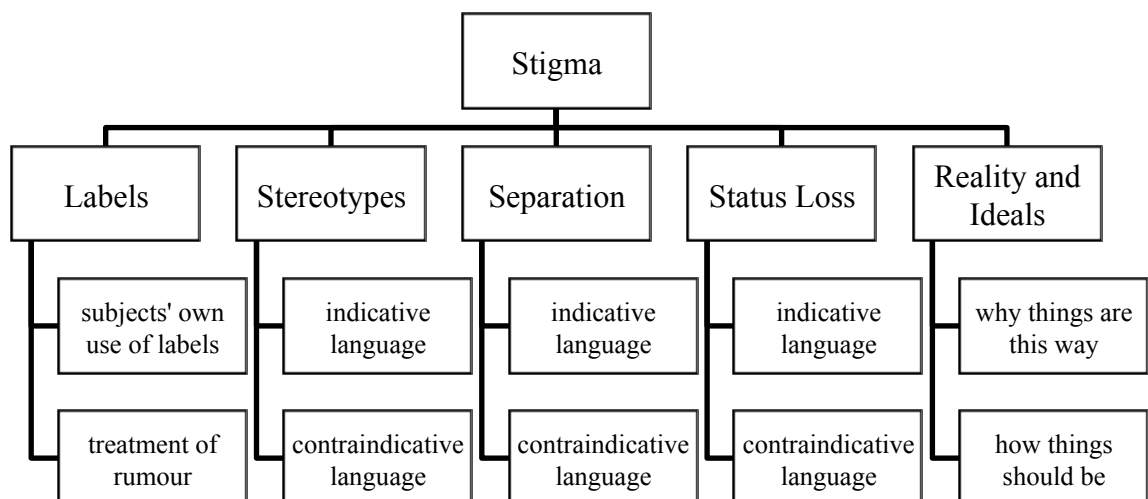 Stigma
Labels
Stereotypes
Separation
Status Loss
Reality and
Ideals
subjects' own
use of labels
indicative
language
indicative
language
indicative
language
why things are
this way
treatment of
rumour
contraindicative
language
contraindicative
language
contraindicative
language
how things
should be